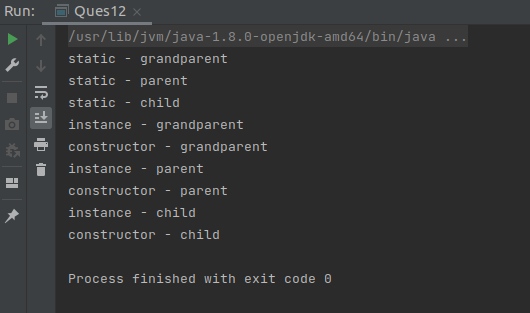 Run: Ques12
/usr/lib/jvm/java-1.8.0-openjdk-amd64/bin/java ...
static - grandparent
static - parent
static - child
instance - grandparent
constructor - grandparent
instance - parent
constructor - parent
instance - child
constructor - child
Process finished with exit code 0